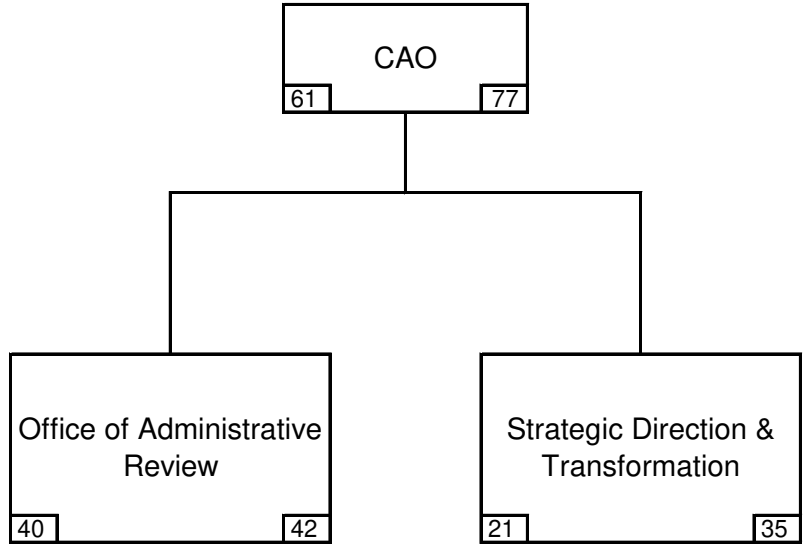 CAO
61
77
Office of Administrative
Review
40
42
Strategic Direction &
Transformation
21
35